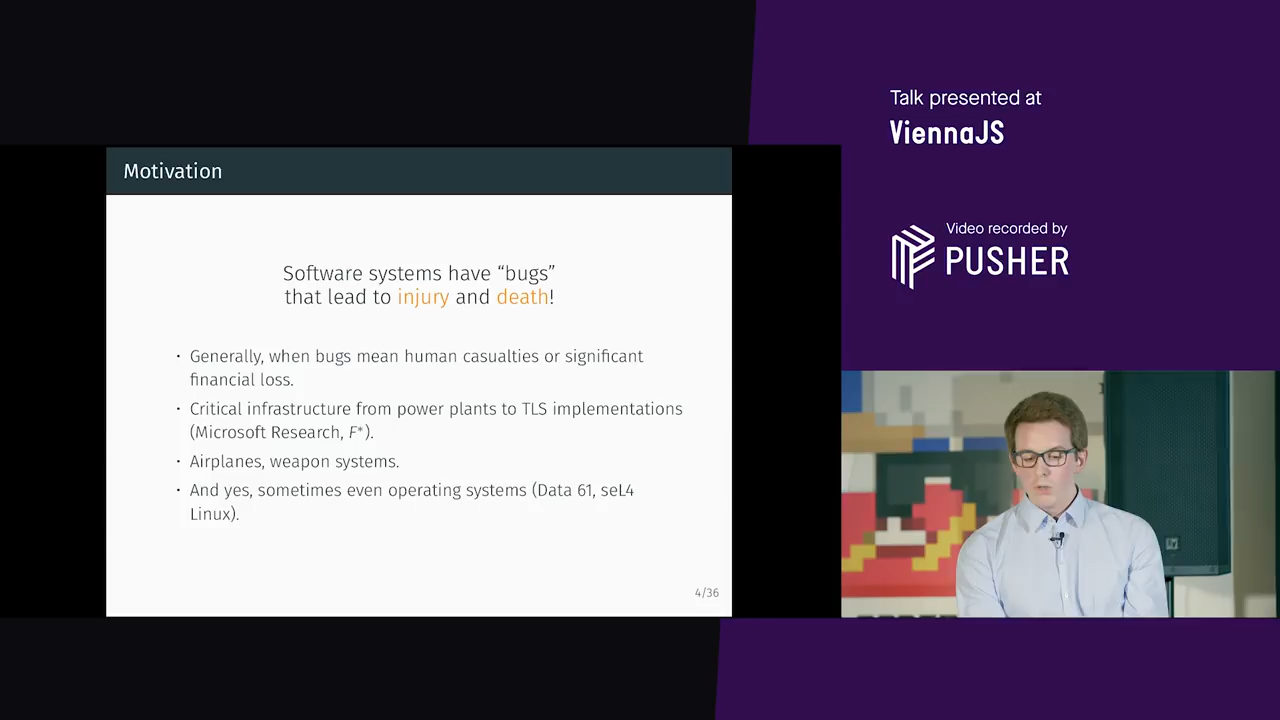 Motivation
Software systems have “bugs”
that lead to injury and death!
• Generally, when bugs mean human casualties or significant
financial loss.
• Critical infrastructure from power plants to TLS implementations
(Microsoft Research, F*).
• Airplanes, weapon systems.
• And yes, sometimes even operating systems (Data 61, seL4
Linux).
4/36
Talk presented at
ViennaJS
Video recorded by
PUSHER